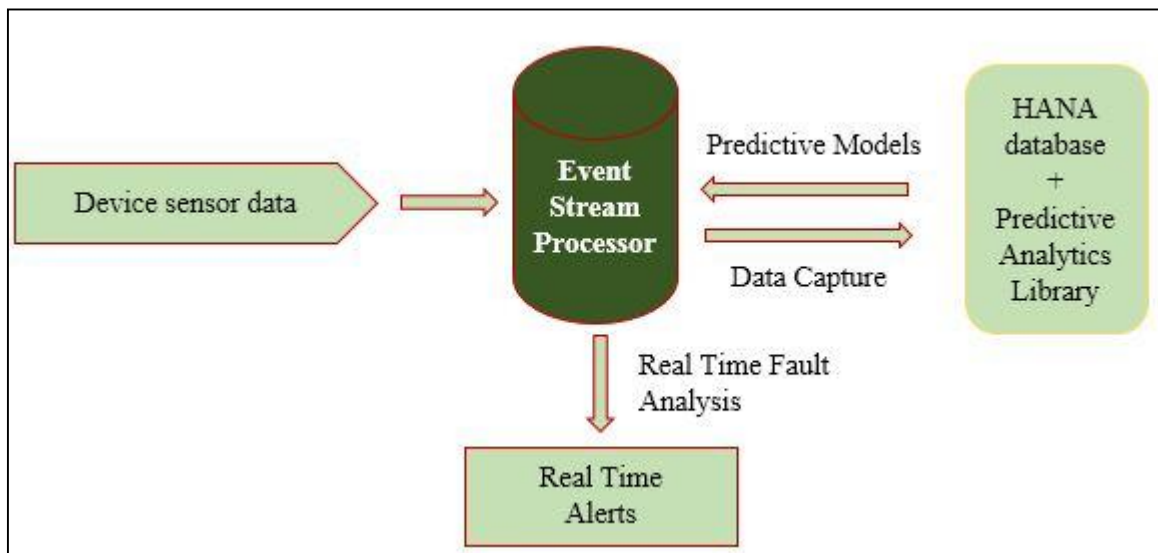 Device sensor data
Event
Stream
Processor
Predictive Models
Data Capture
HANA
database
+
Predictive
Analytics
Library
Real Time Fault
Analysis
Real Time
Alerts